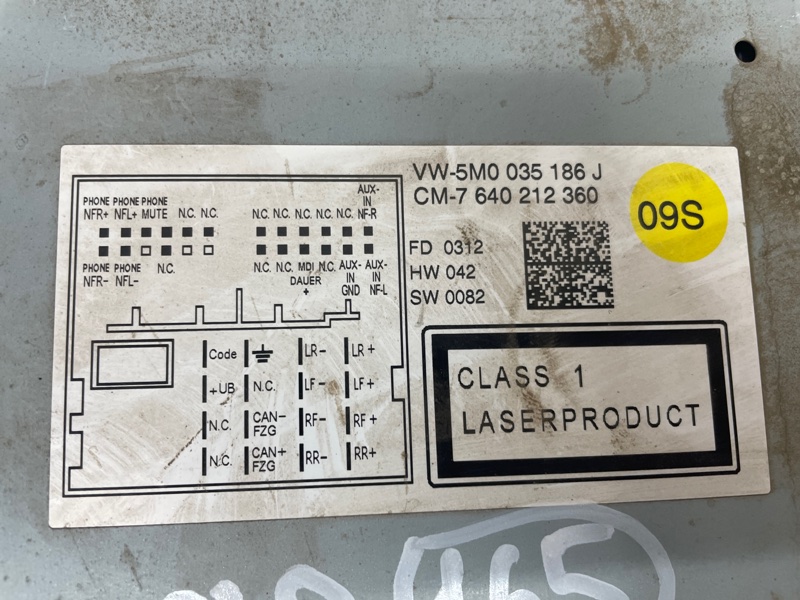 VW-5M0 035 186 J
CM-7 640 212 360
09S
FD 0312
HW 042
SW 0082
PHONE PHONE PHONE
NFR+ NFL+ MUTE N.C. N.C.
N.C. N.C. N.C. N.C. N.C. AUX-IN NF-R
PHONE PHONE N.C.
NFR- NFL-
N.C. N.C. MDI N.C. AUX- AUX-
DAUER IN IN
+ GND NF-L
Code LR- LR+
+UB N.C. LF- LF+
N.C. CAN- FZG RF- RF+
N.C. CAN+ FZG RR- RR+
CLASS 1
LASERPRODUCT
465